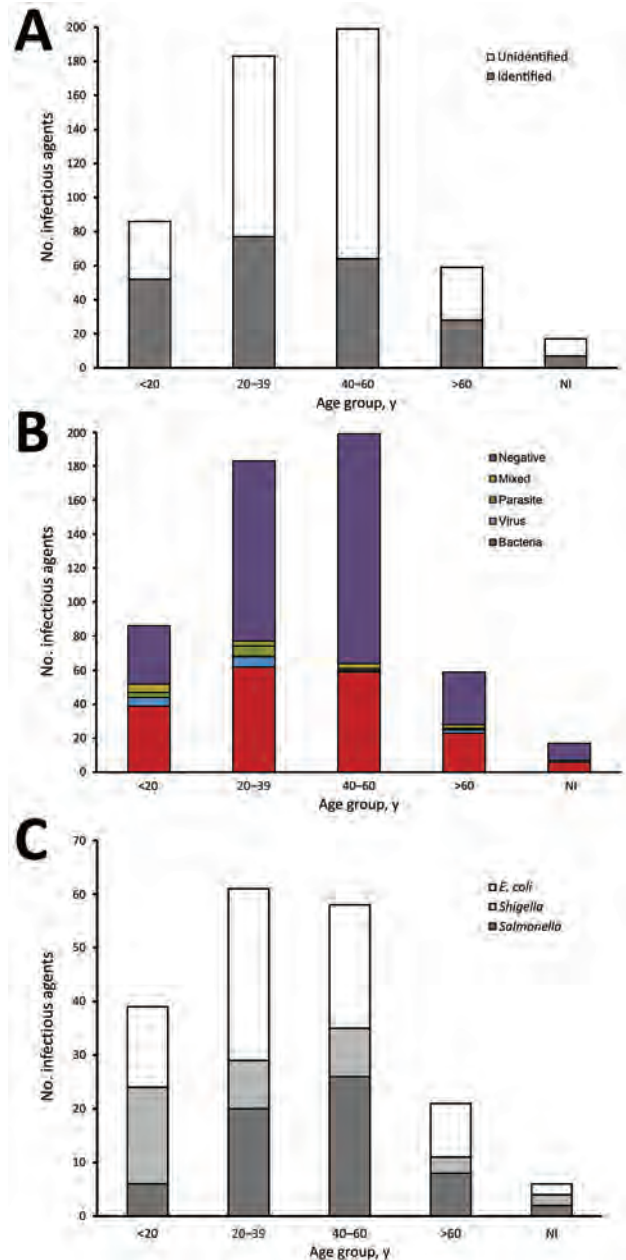 A
No. infectious agents
200
180
160
140
120
100
80
60
40
20
0
Unidentified
Identified
<20
20–39
40–60
>60
NI
Age group, y
B
No. infectious agents
200
180
160
140
120
100
80
60
40
20
0
Negative
Mixed
Parasite
Virus
Bacteria
<20
20–39
40–60
>60
NI
Age group, y
C
No. infectious agents
70
60
50
40
30
20
10
0
E. coli
Shigella
Salmonella
<20
20–39
40–60
>60
NI
Age group, y